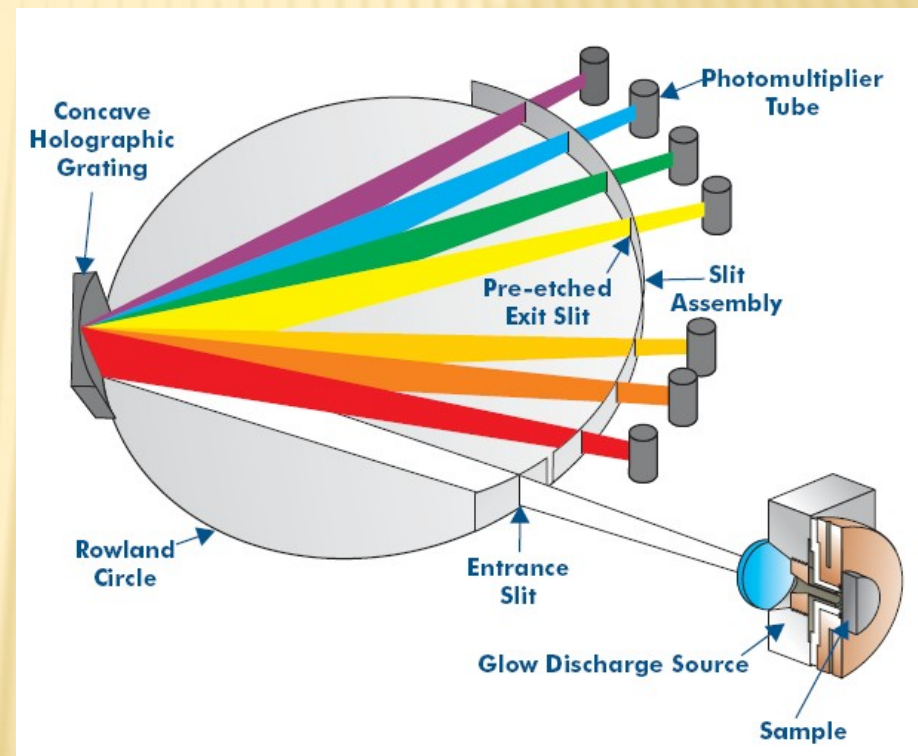 Concave
Holographic
Grating
Photomultiplier
Tube
Pre-etched
Exit Slit
Slit
Assembly
Rowland
Circle
Entrance
Slit
Glow Discharge Source
Sample